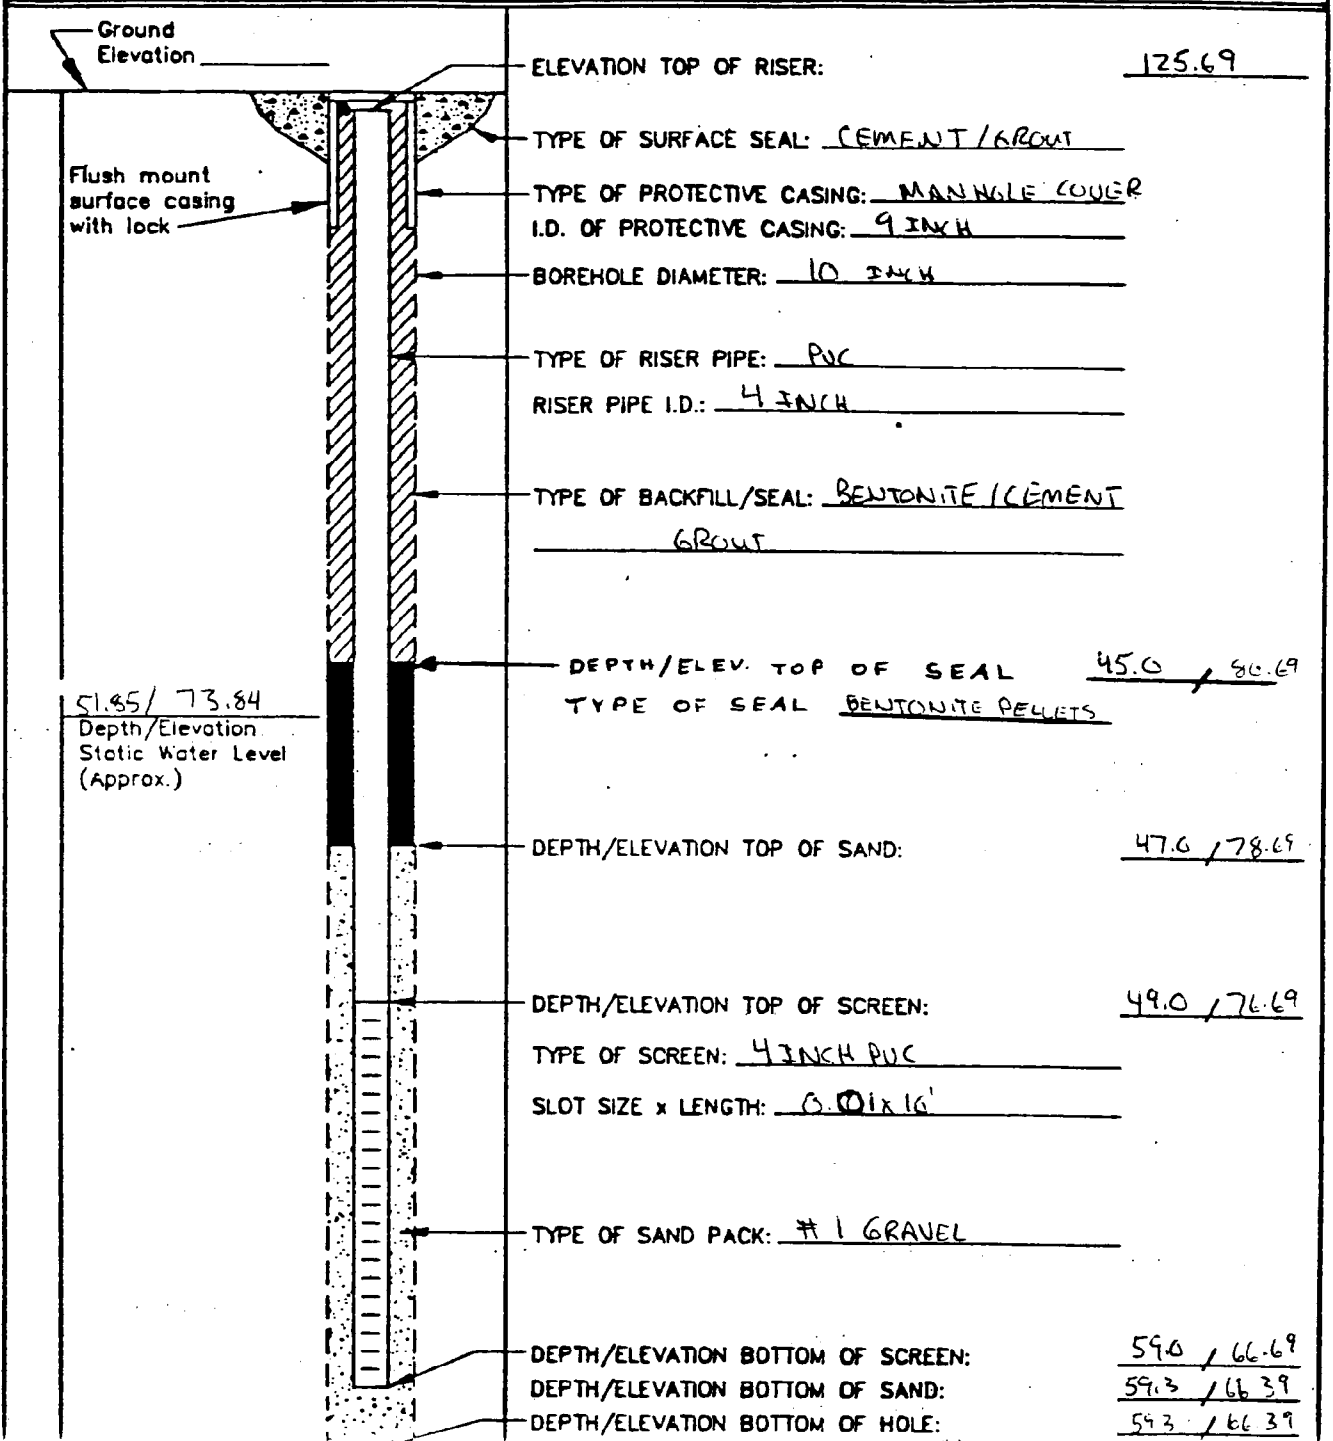 Ground
Elevation
ELEVATION TOP OF RISER: 125.69
TYPE OF SURFACE SEAL: CEMENT/GROUT
Flush mount
surface casing
with lock
TYPE OF PROTECTIVE CASING: MANHOLE COVER
I.D. OF PROTECTIVE CASING: 9 INCH
BOREHOLE DIAMETER: 10 INCH
TYPE OF RISER PIPE: PVC
RISER PIPE I.D.: 4 INCH
TYPE OF BACKFILL/SEAL: BENTONITE/CEMENT
GROUT
DEPTH/ELEV. TOP OF SEAL 45.0 / 80.69
TYPE OF SEAL BENTONITE PELLETS
51.85/ 73.84
Depth/Elevation
Static Water Level
(Approx.)
DEPTH/ELEVATION TOP OF SAND: 47.0 / 78.69
DEPTH/ELEVATION TOP OF SCREEN: 49.0 / 76.69
TYPE OF SCREEN: 4 INCH PVC
SLOT SIZE x LENGTH: 0.01 x 10'
TYPE OF SAND PACK: # 1 GRAVEL
DEPTH/ELEVATION BOTTOM OF SCREEN: 59.0 / 66.69
DEPTH/ELEVATION BOTTOM OF SAND: 59.3 / 66.39
DEPTH/ELEVATION BOTTOM OF HOLE: 59.3 / 66.39